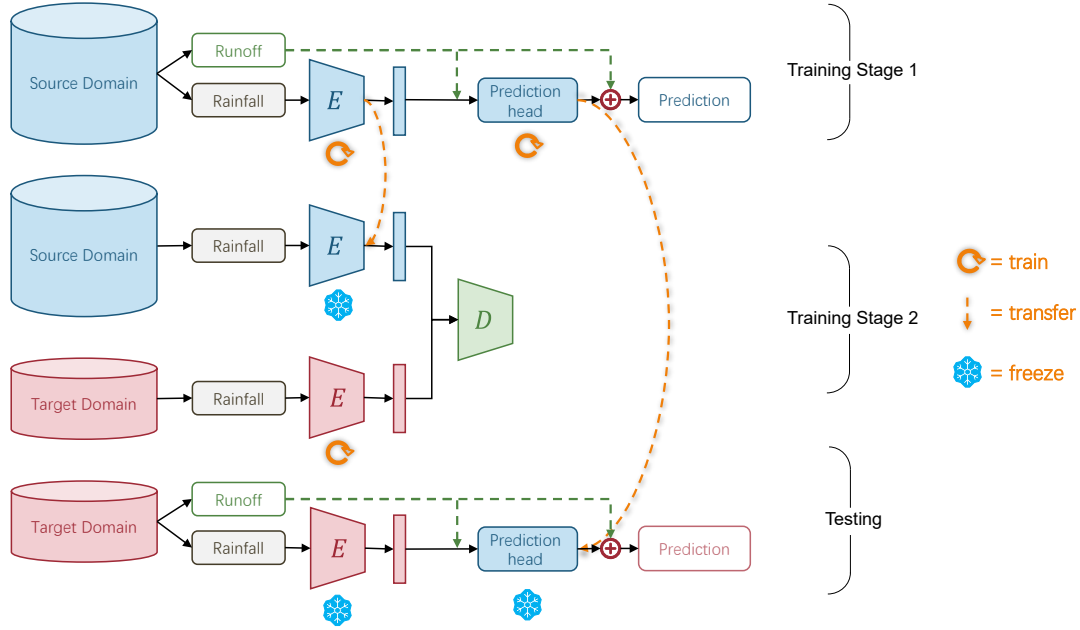 Source Domain
Runoff
Rainfall
E
Prediction
head
Prediction
Training Stage 1
Source Domain
Rainfall
E
D
Target Domain
Rainfall
E
Training Stage 2
= train
= transfer
= freeze
Target Domain
Runoff
Rainfall
E
Prediction
head
Prediction
Testing